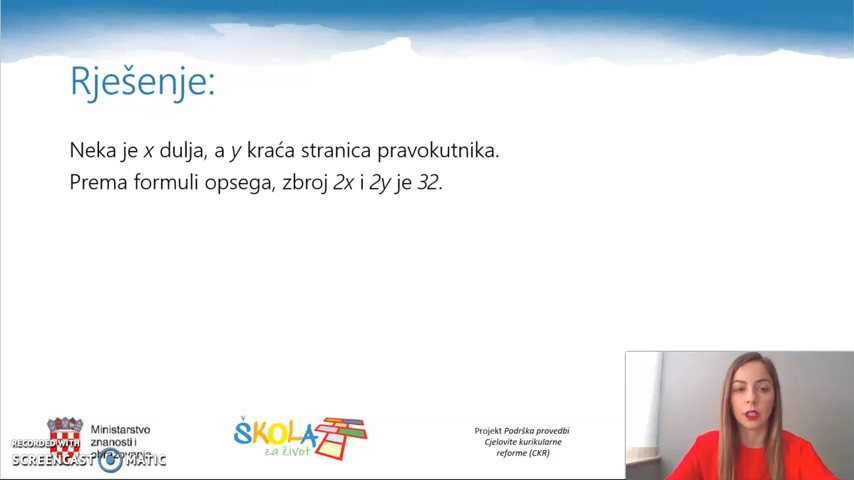 Rješenje:
Neka je x dulja, a y kraća stranica pravokutnika.
Prema formuli opsega, zbroj 2x i 2y je 32.
Ministarstvo
znanosti i
obrazovanja
RECORDED WITH
SCREENCAST MATIC
ŠKOLA
za život
Projekt Podrška provedbi
Cjelovite kurikularne
reforme (CKR)